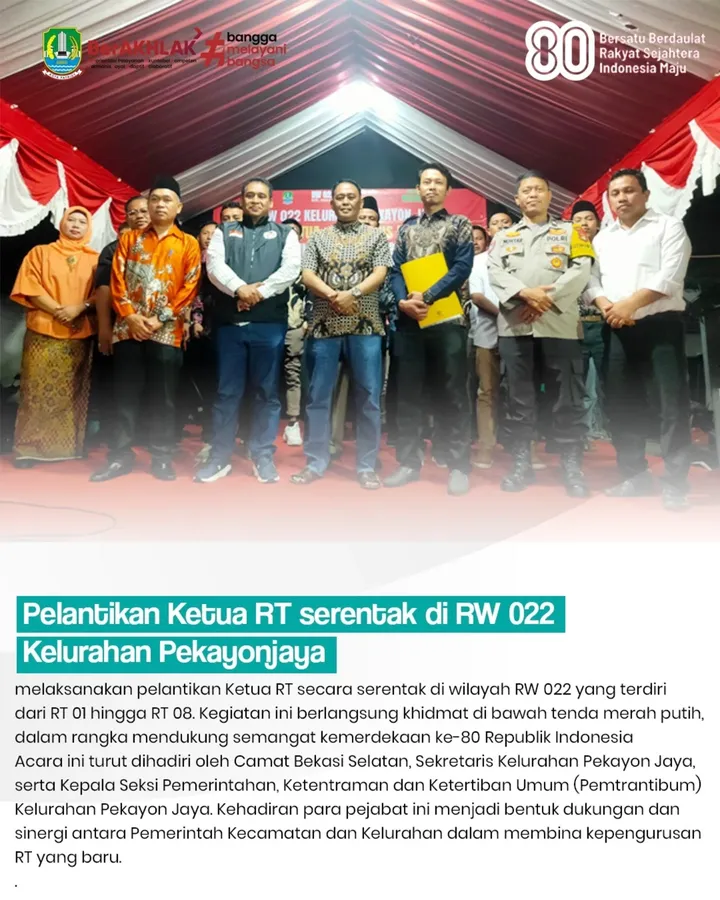 BerAKHLAK
#bangga
melayani
bangsa
80
Bersatu Berdaulat
Rakyat Sejahtera
Indonesia Maju
RW 022 KELURAHAN
POLRI
Pelantikan Ketua RT serentak di RW 022
Kelurahan Pekayonjaya
melaksanakan pelantikan Ketua RT secara serentak di wilayah RW 022 yang terdiri
dari RT 01 hingga RT 08. Kegiatan ini berlangsung khidmat di bawah tenda merah putih,
dalam rangka mendukung semangat kemerdekaan ke-80 Republik Indonesia
Acara ini turut dihadiri oleh Camat Bekasi Selatan, Sekretaris Kelurahan Pekayon Jaya,
serta Kepala Seksi Pemerintahan, Ketentraman dan Ketertiban Umum (Pemtrantibum)
Kelurahan Pekayon Jaya. Kehadiran para pejabat ini menjadi bentuk dukungan dan
sinergi antara Pemerintah Kecamatan dan Kelurahan dalam membina kepengurusan
RT yang baru.
.